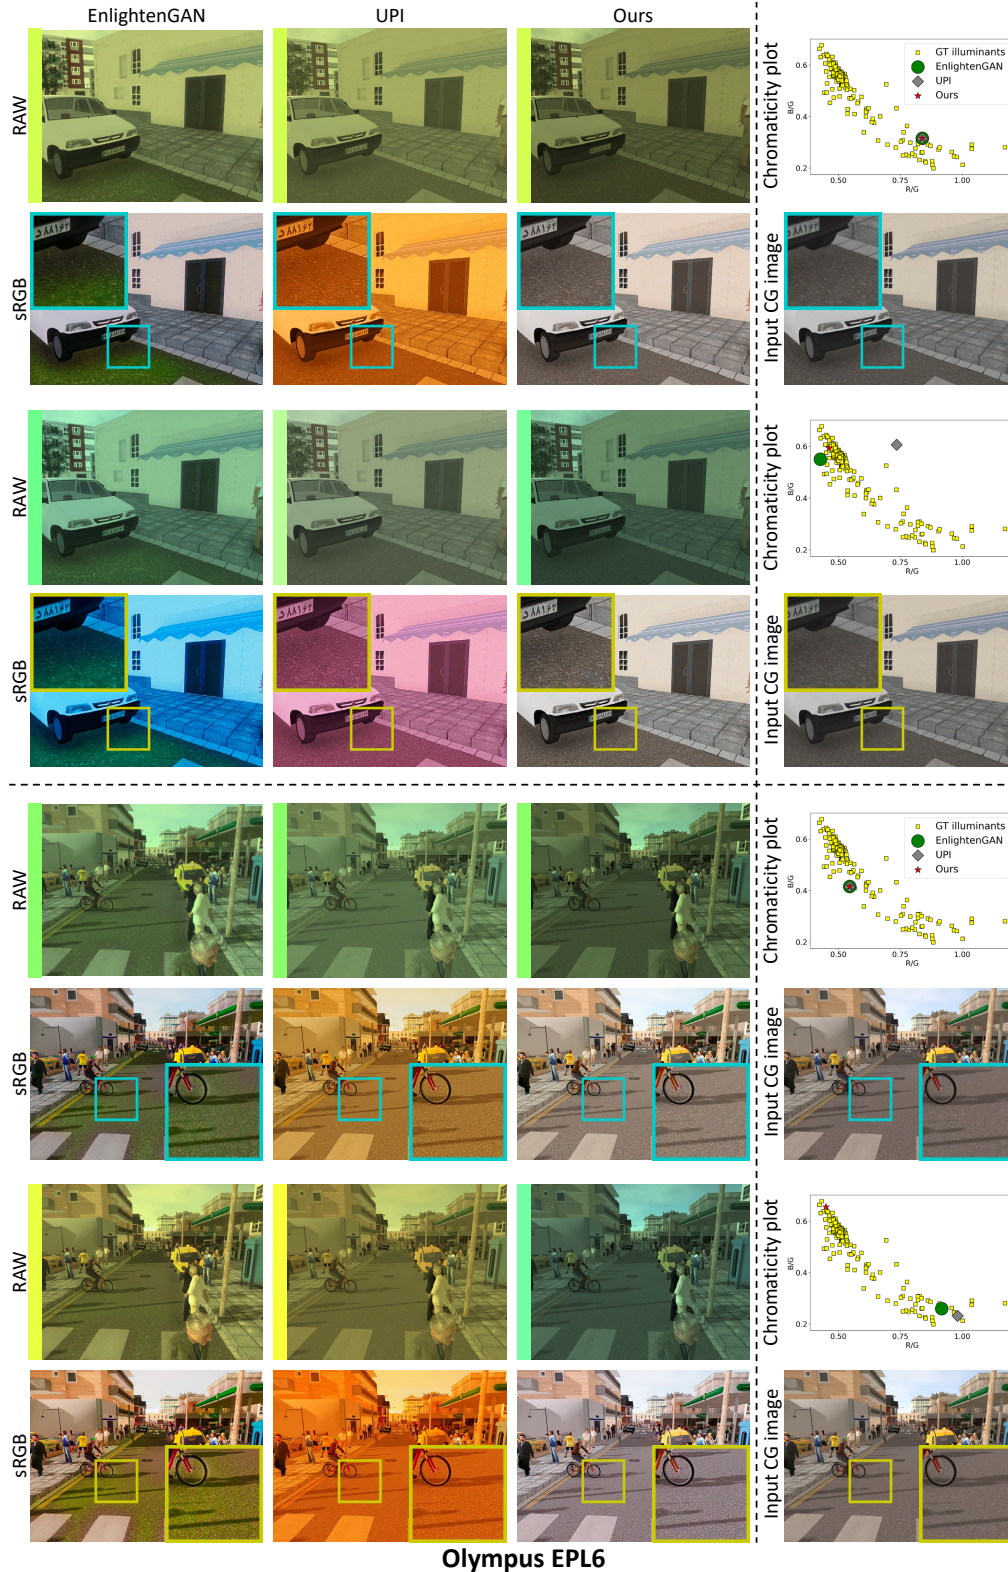 EnlightenGAN UPI Ours
RAW
Chromaticity plot
B/G
0.6
0.4
0.2
0.50 0.75 1.00
R/G
GT illuminants
EnlightenGAN
UPI
Ours
sRGB
Input CG image
RAW
Chromaticity plot
B/G
0.6
0.4
0.2
0.50 0.75 1.00
R/G
sRGB
Input CG image
RAW
Chromaticity plot
B/G
0.6
0.4
0.2
0.50 0.75 1.00
R/G
GT illuminants
EnlightenGAN
UPI
Ours
sRGB
Input CG image
RAW
Chromaticity plot
B/G
0.6
0.4
0.2
0.50 0.75 1.00
R/G
sRGB
Input CG image
Olympus EPL6